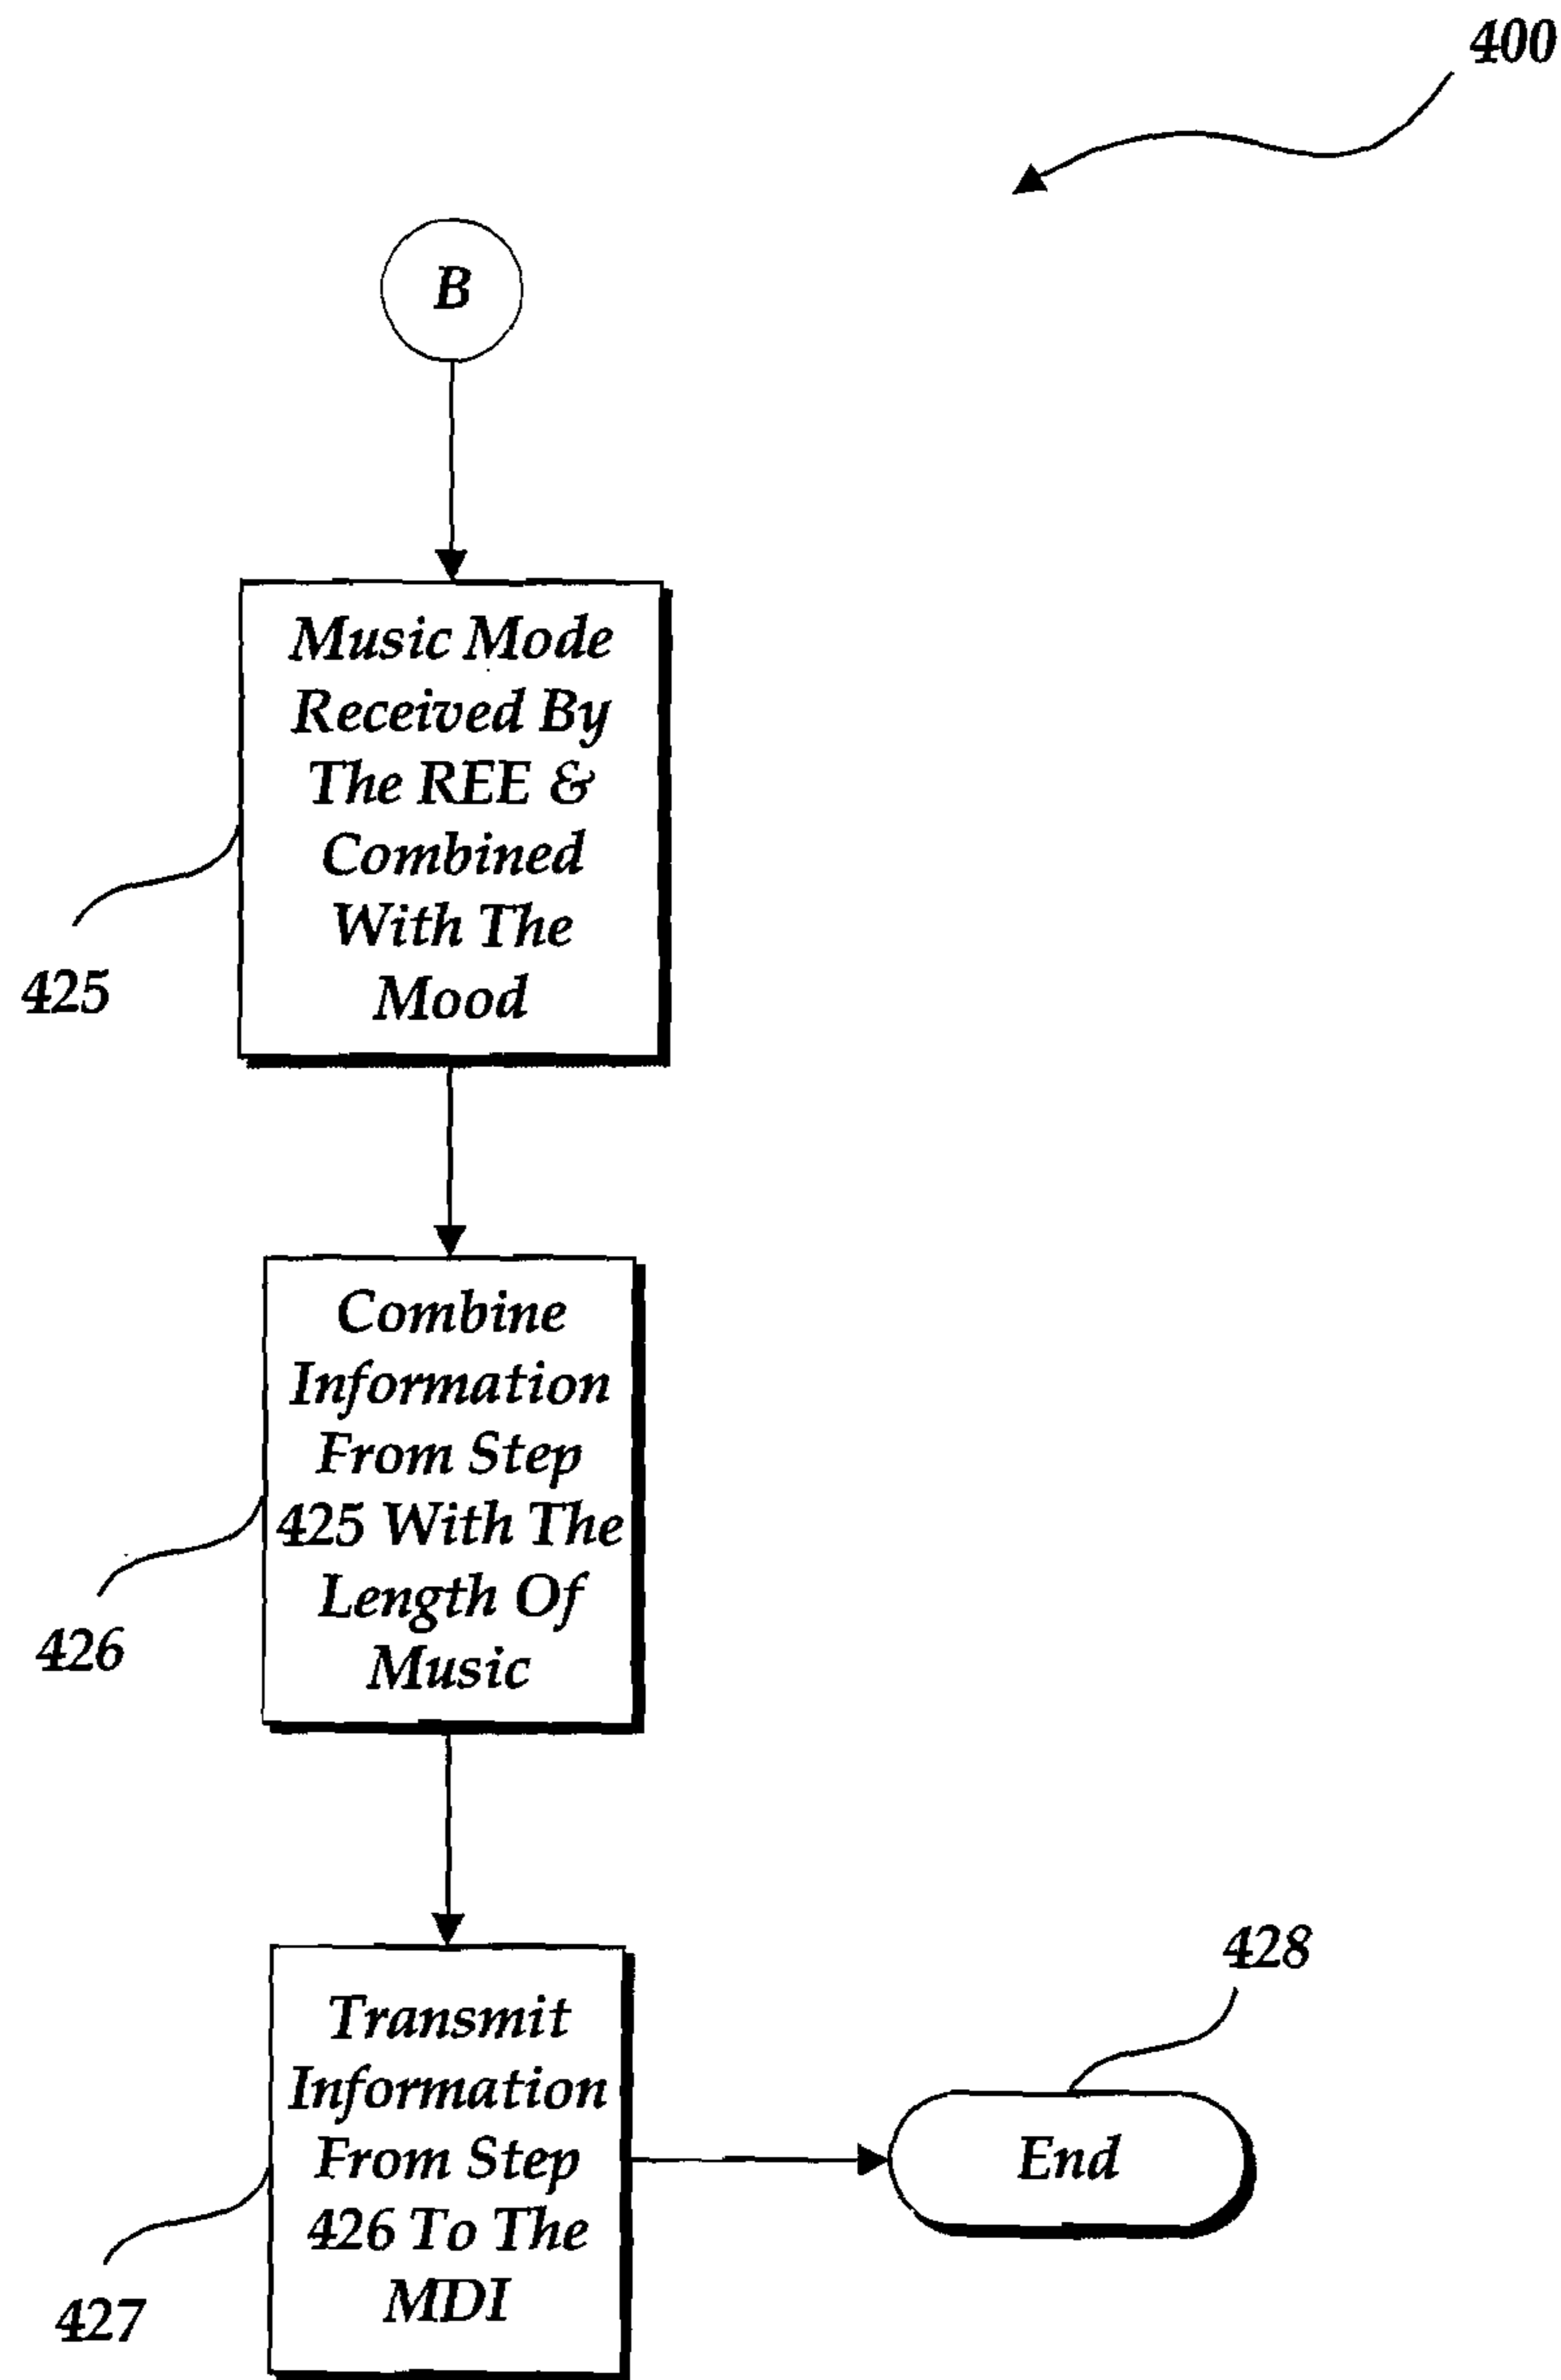 400
B
Music Mode
Received By
The REE &
Combined
With The
Mood
425
Combine
Information
From Step
425 With The
Length Of
Music
426
Transmit
Information
From Step
426 To The
MDI
427
428
End